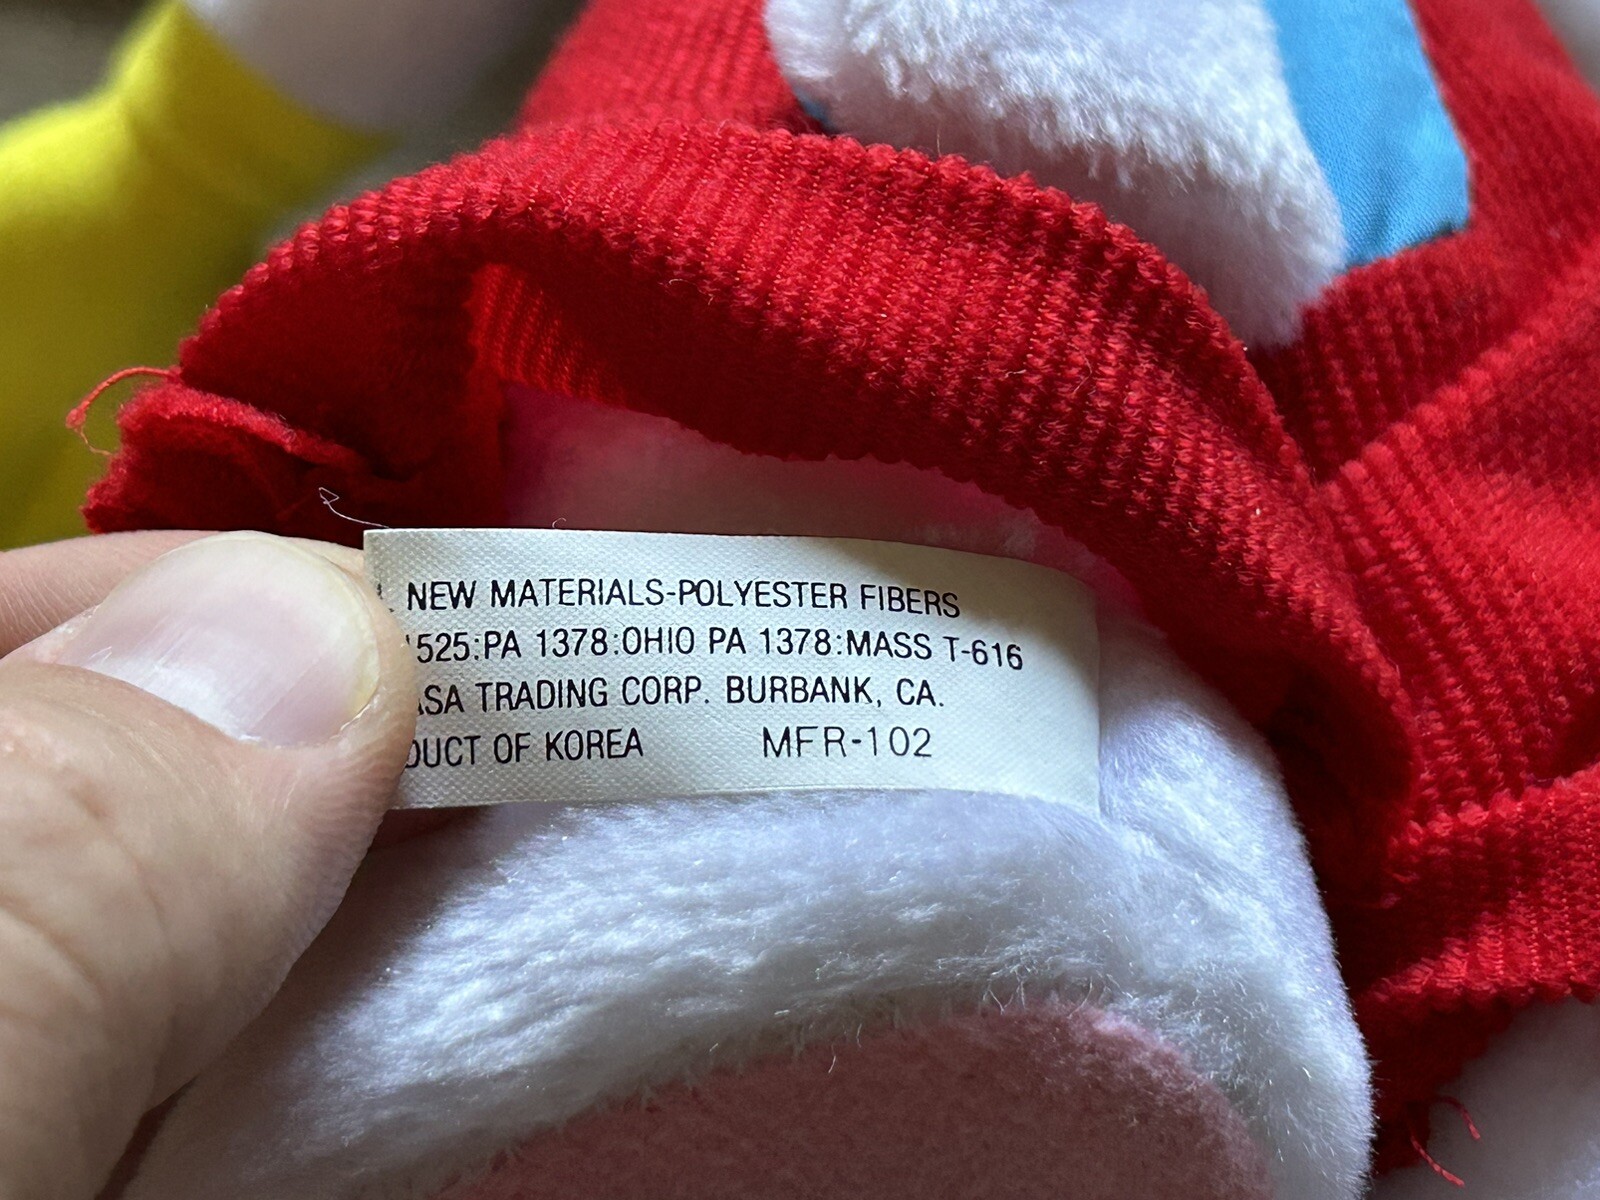 . NEW MATERIALS-POLYESTER FIBERS
525:PA 1378:OHIO PA 1378:MASS T-616
ASA TRADING CORP. BURBANK, CA.
DUCT OF KOREA MFR-102